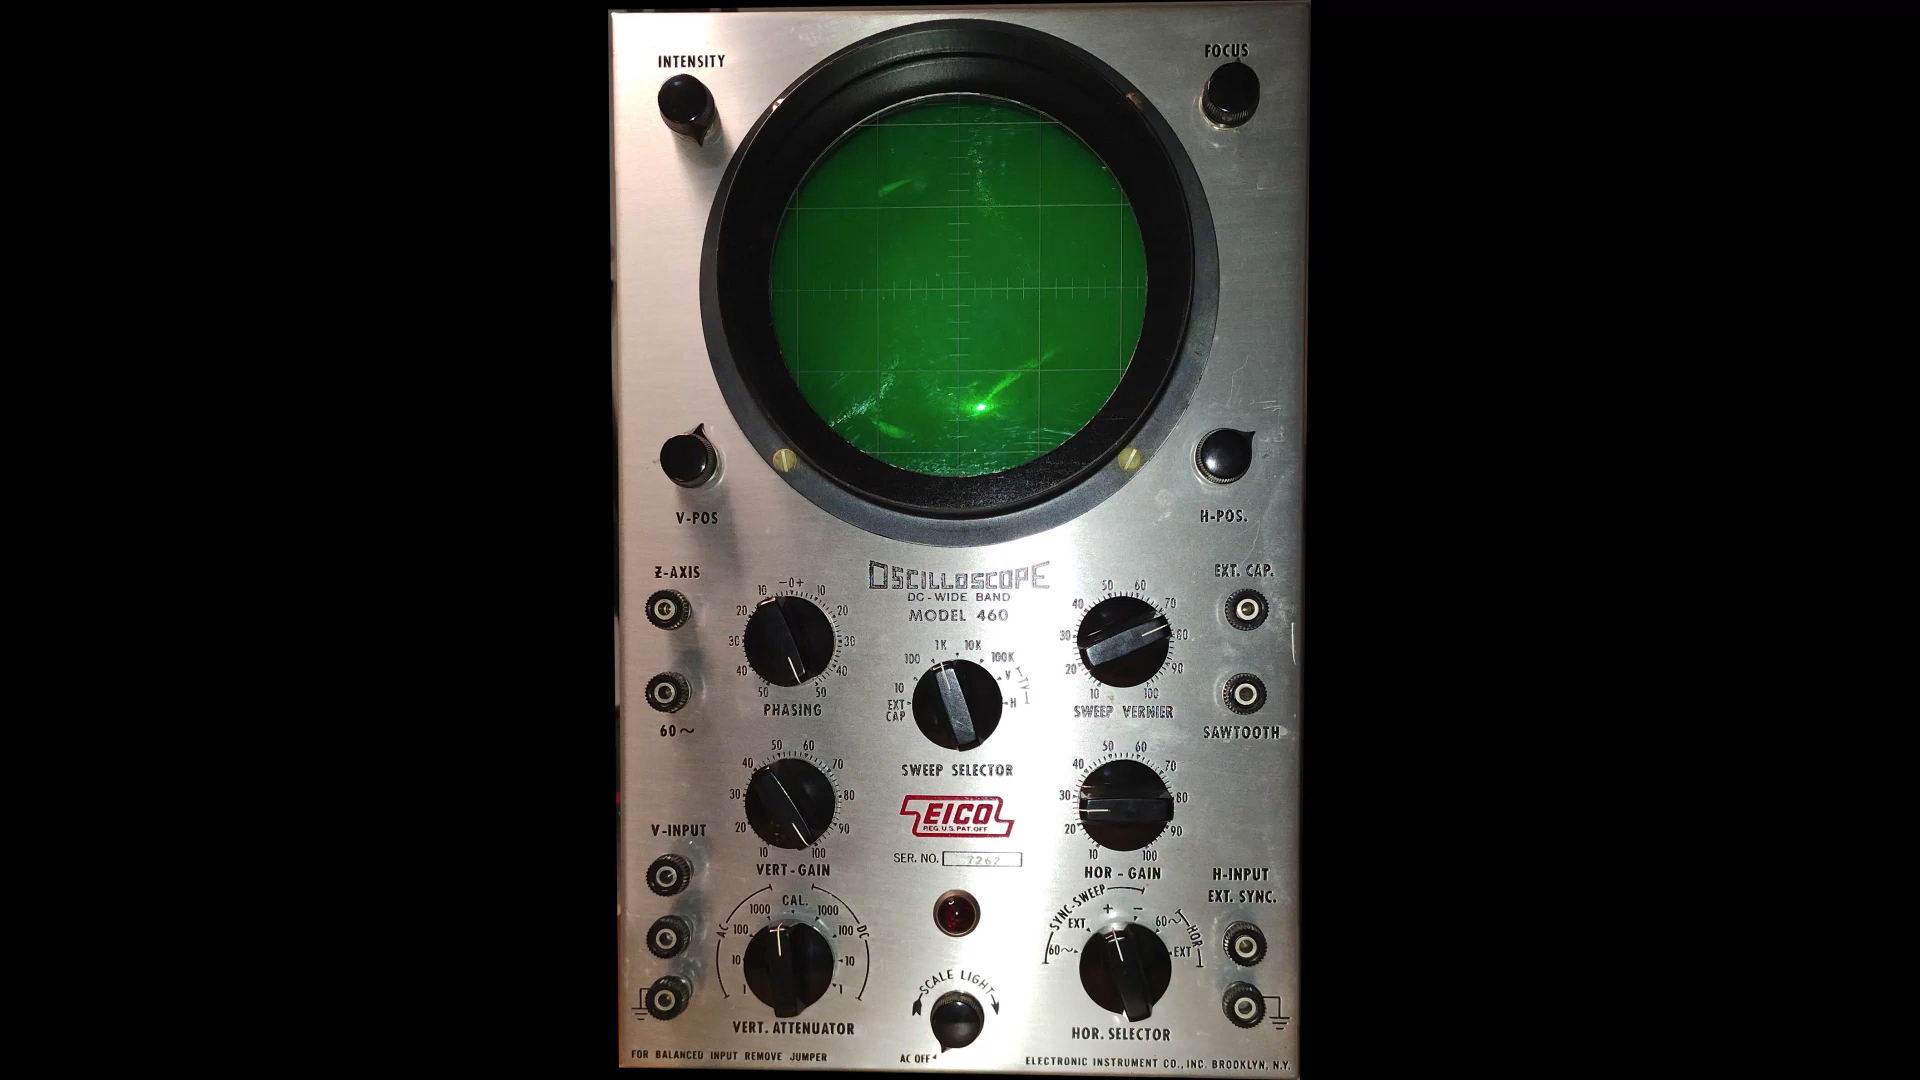 INTENSITY
FOCUS
V-POS
H-POS.
Z-AXIS
EXT. CAP.
OSCILLOSCOPE
DC-WIDE BAND
MODEL 460
-0+
10 10
20 20
30 30
40 40
50 50
PHASING
60~
EXT CAP
10
100
1K
10K
100K
V
H
TV
SWEEP SELECTOR
50 60
40 70
30 80
20 90
10 100
SWEEP VERNIER
SAWTOOTH
50 60
40 70
30 80
20 90
10 100
VERT-GAIN
EICO
REG. U.S. PAT. OFF
SER. NO. 7262
50 60
40 70
30 80
20 90
10 100
HOR-GAIN
V-INPUT
H-INPUT
EXT. SYNC.
CAL.
1000 1000
AC 100 100 DC
10 10
1 1
VERT. ATTENUATOR
SCALE LIGHT
AC OFF
SYNC-SWEEP
+ -
EXT 60~ HOR
60~ EXT
HOR. SELECTOR
FOR BALANCED INPUT REMOVE JUMPER
ELECTRONIC INSTRUMENT CO., INC. BROOKLYN, N.Y.